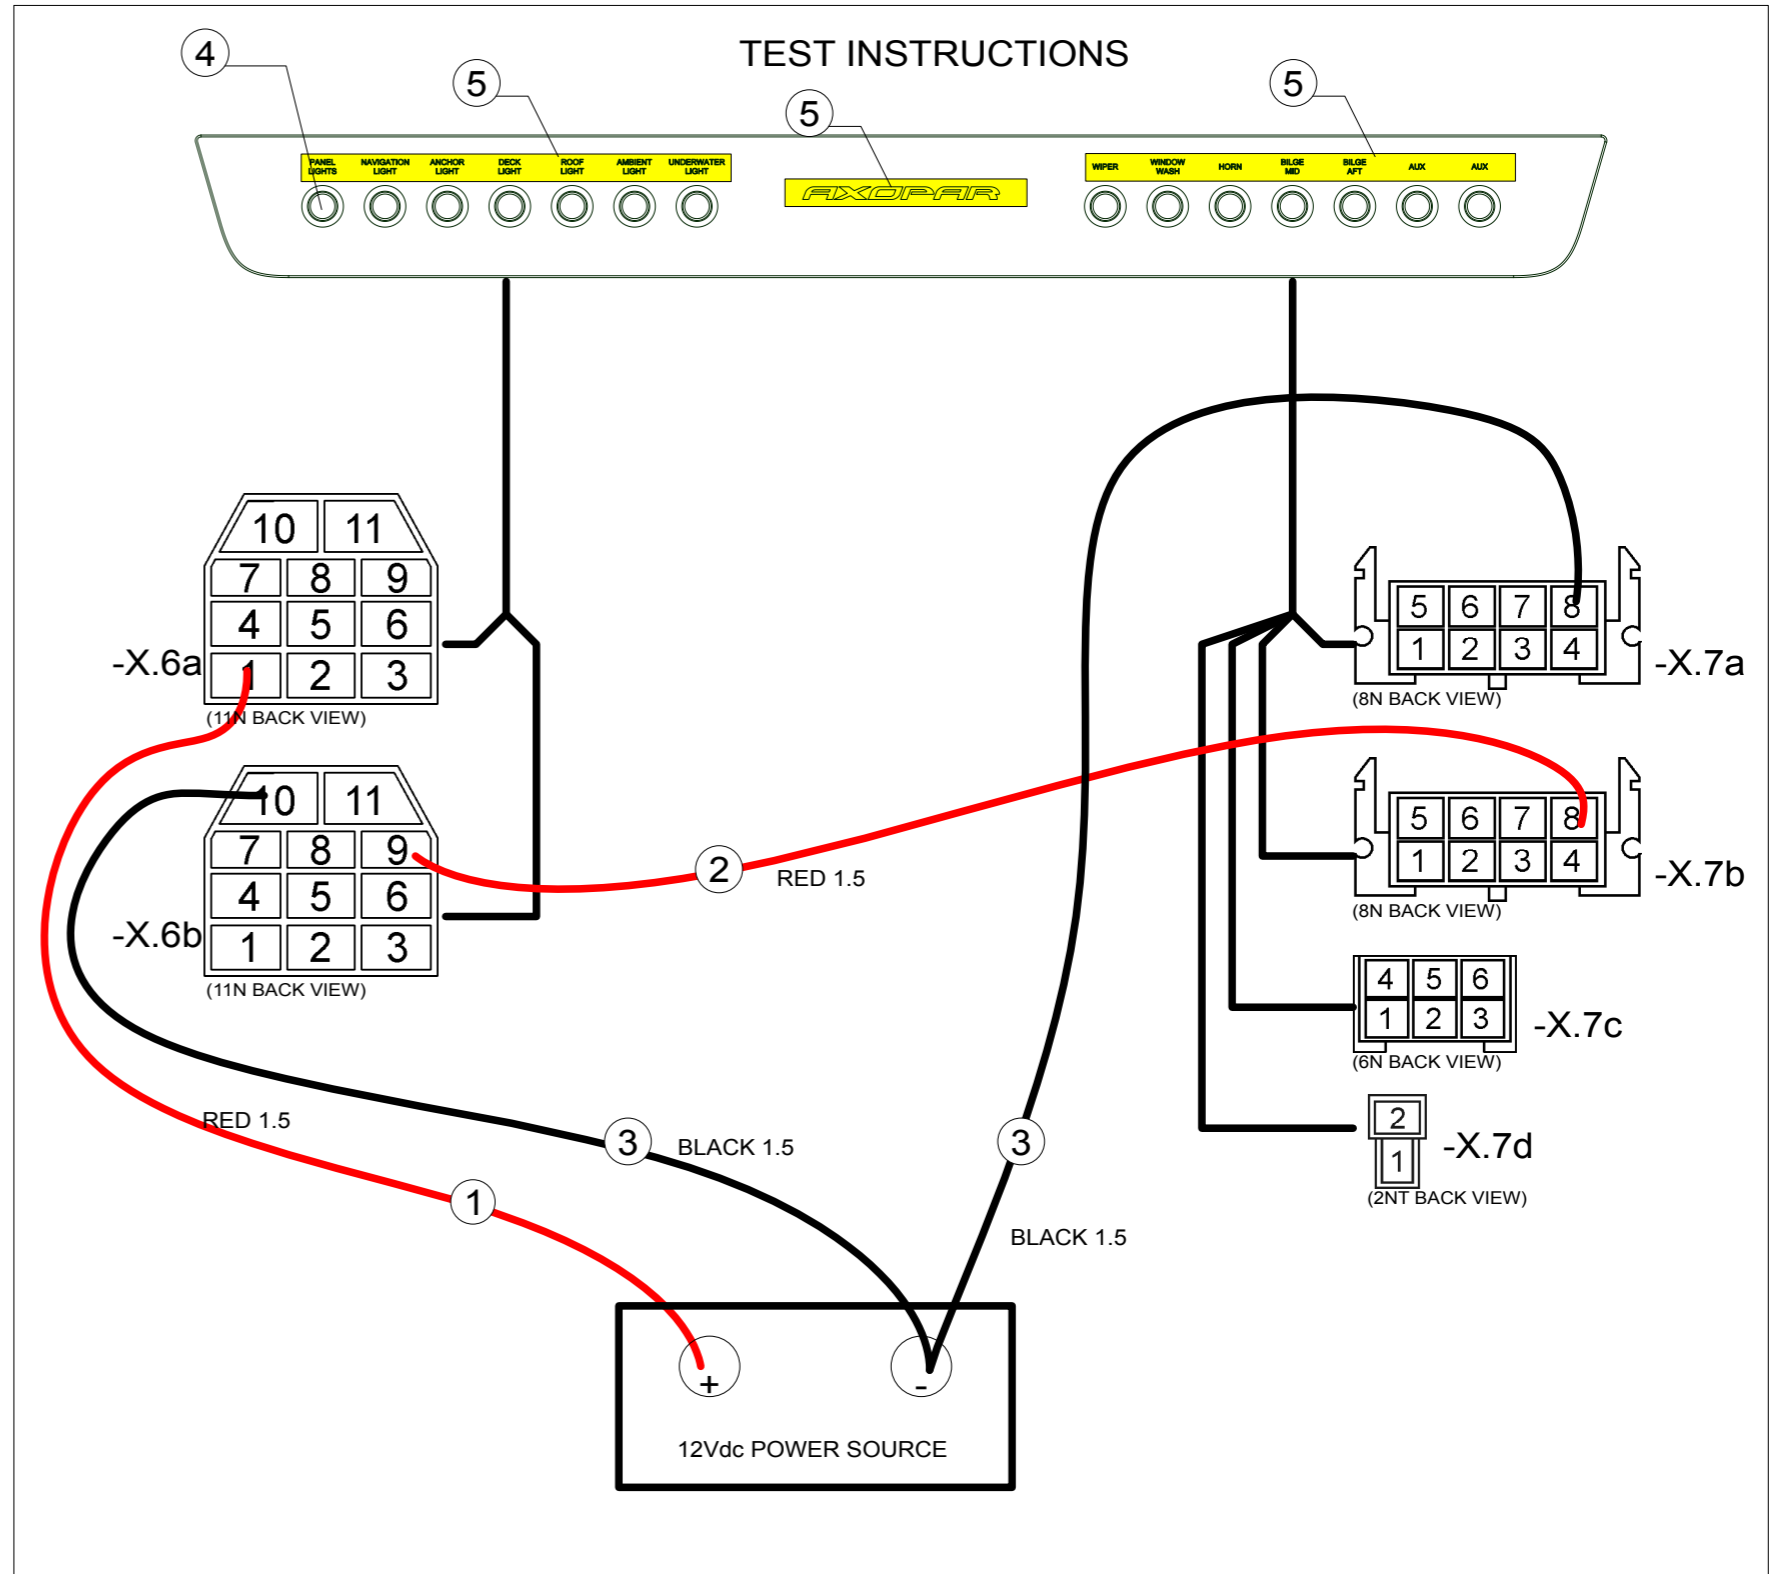 TEST INSTRUCTIONS
4
5
5
5
PANEL LIGHTS
NAVIGATION LIGHT
ANCHOR LIGHT
DECK LIGHT
ROOF LIGHT
AMBIENT LIGHT
UNDERWATER LIGHT
AXOPAR
WIPER
WINDOW WASH
HORN
BILGE MID
BILGE AFT
AUX
AUX
10 11
7 8 9
4 5 6
1 2 3
-X.6a
(11N BACK VIEW)
10 11
7 8 9
4 5 6
1 2 3
-X.6b
(11N BACK VIEW)
5 6 7 8
1 2 3 4
-X.7a
(8N BACK VIEW)
5 6 7 8
1 2 3 4
-X.7b
(8N BACK VIEW)
4 5 6
1 2 3
-X.7c
(6N BACK VIEW)
2
1
-X.7d
(2NT BACK VIEW)
2
RED 1.5
RED 1.5
3
BLACK 1.5
3
1
BLACK 1.5
+
-
12Vdc POWER SOURCE